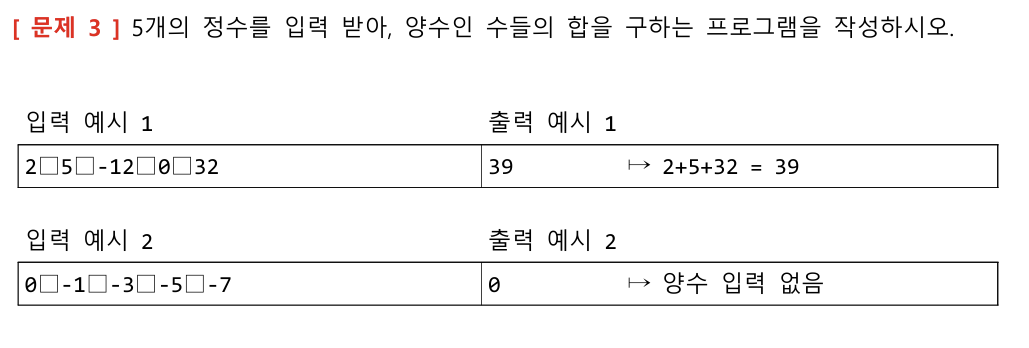 [ 문제 3 ] 5개의 정수를 입력 받아, 양수인 수들의 합을 구하는 프로그램을 작성하시오.
입력 예시 1 출력 예시 1
2□5□-12□0□32 39 ↦ 2+5+32 = 39
입력 예시 2 출력 예시 2
0□-1□-3□-5□-7 0 ↦ 양수 입력 없음